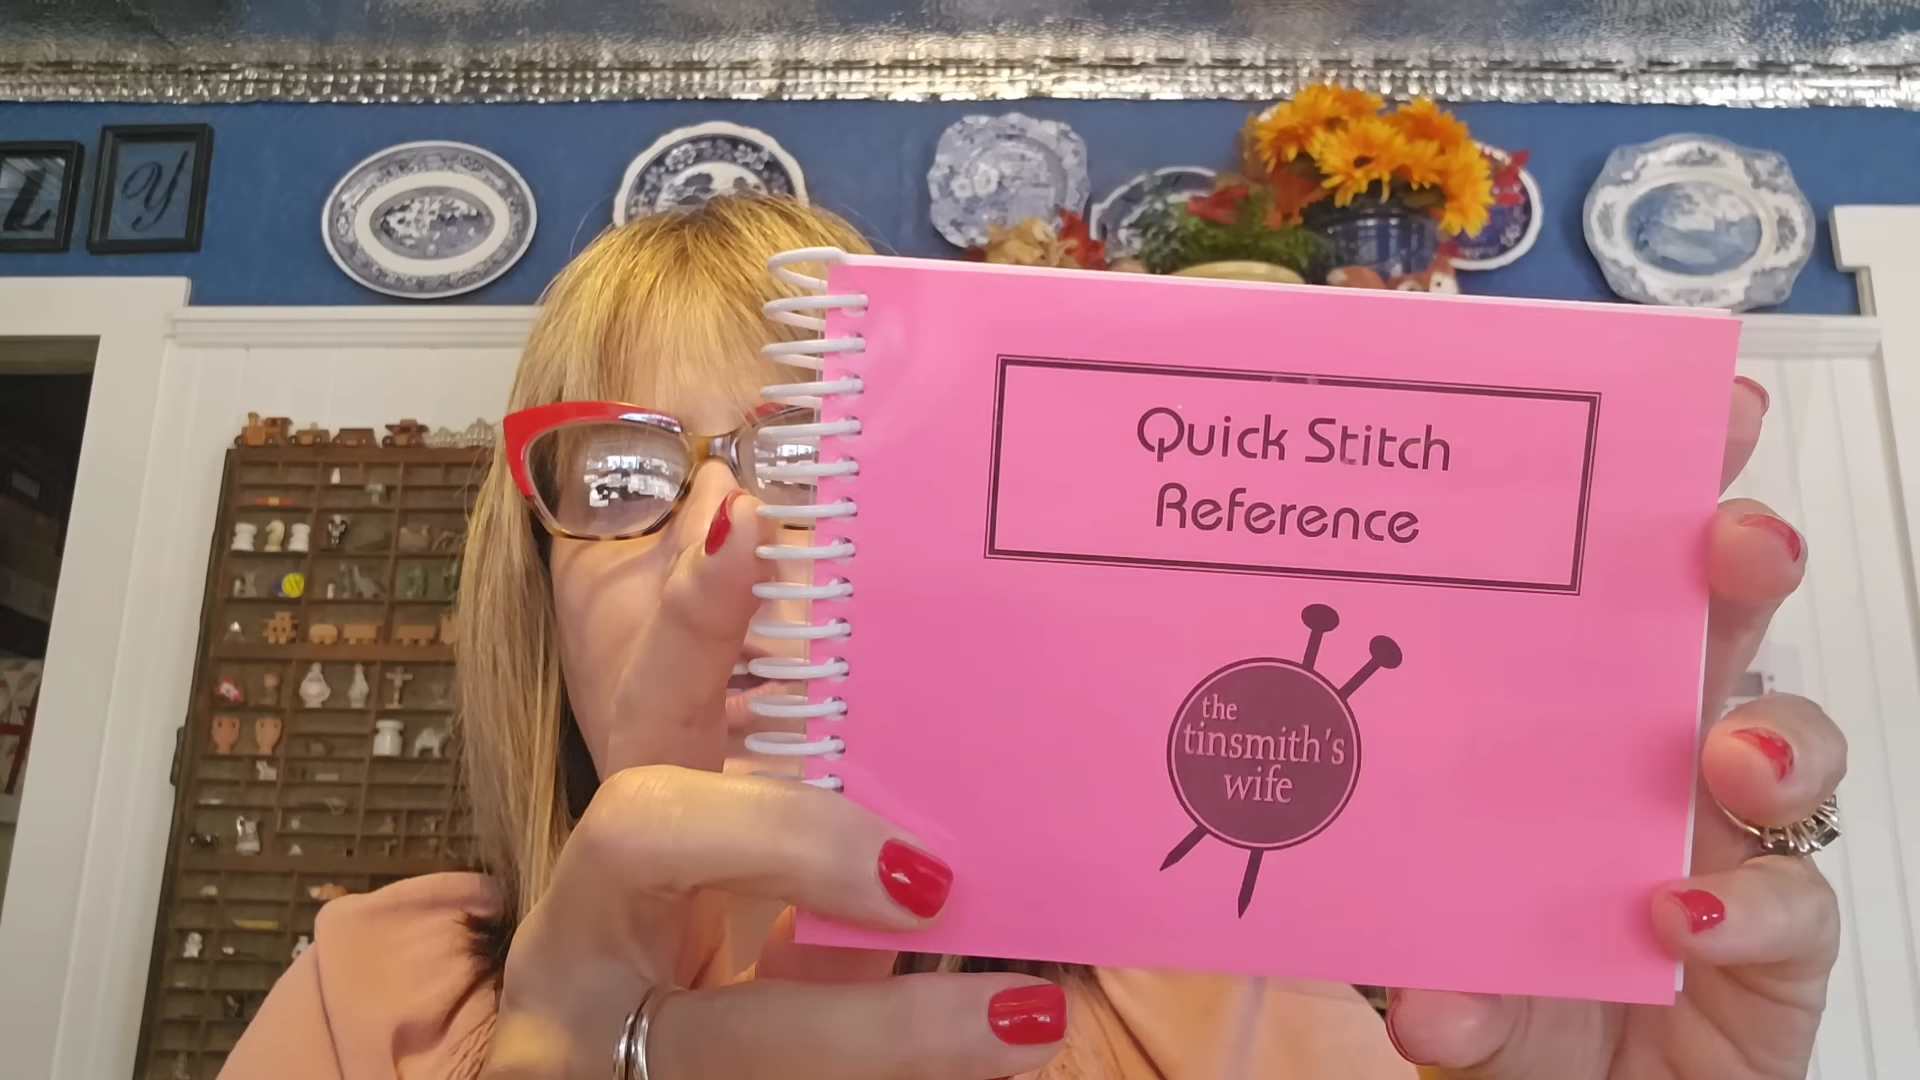 L
y
Quick Stitch
Reference
the
tinsmith's
wife